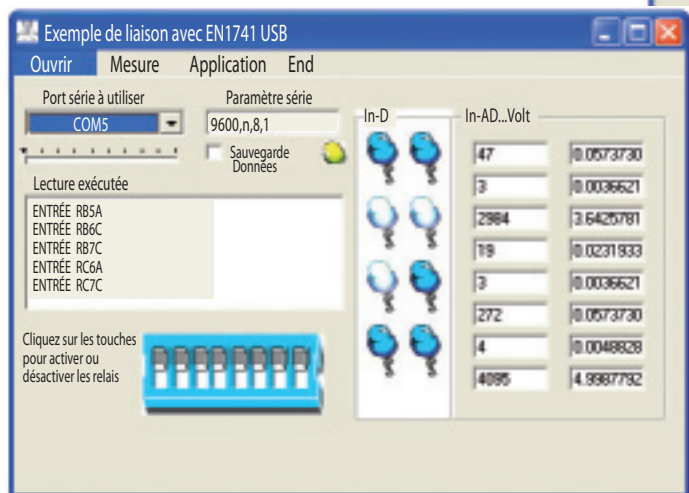 Exemple de liaison avec EN1741 USB
Ouvrir Mesure Application End
Port série à utiliser
COM5
Paramètre série
9600,n,8,1
Sauvegarde
Données
Lecture exécutée
ENTRÉE RB5A
ENTRÉE RB6C
ENTRÉE RB7C
ENTRÉE RC6A
ENTRÉE RC7C
Cliquez sur les touches
pour activer ou
désactiver les relais
In-D
In-AD...Volt
47 0.0573730
3 0.0036621
2984 3.6425781
19 0.0231933
3 0.0036621
272 0.0573730
4 0.0048828
4095 4.9987792